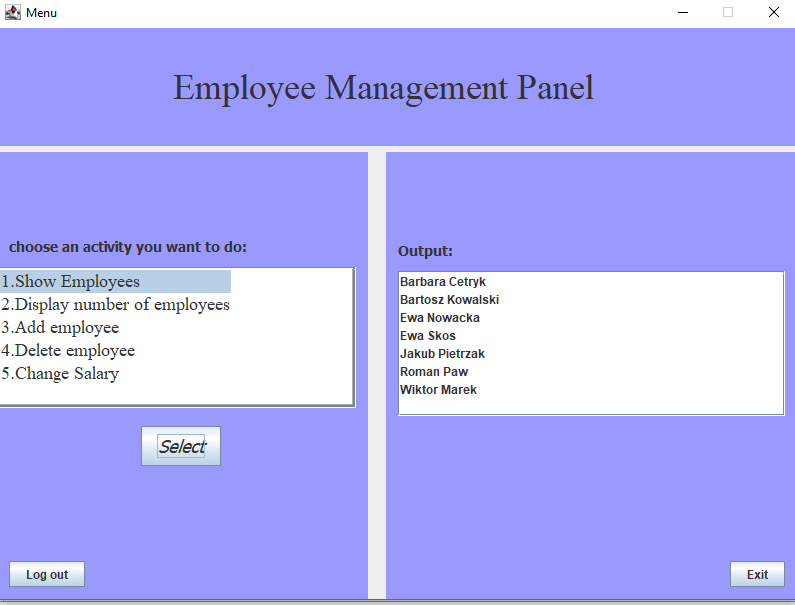 Menu
Employee Management Panel
choose an activity you want to do:
1.Show Employees
2.Display number of employees
3.Add employee
4.Delete employee
5.Change Salary
Select
Log out
Output:
Barbara Cetryk
Bartosz Kowalski
Ewa Nowacka
Ewa Skos
Jakub Pietrzak
Roman Paw
Wiktor Marek
Exit